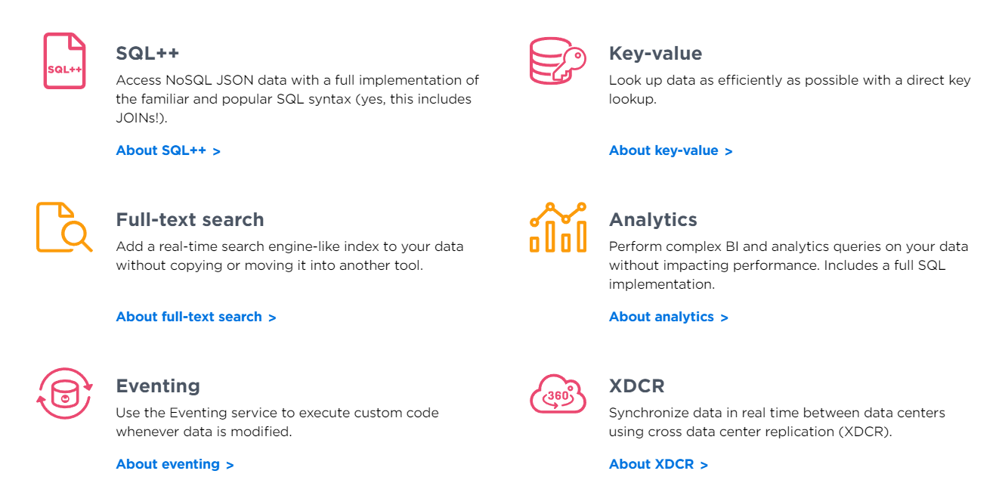 SQL++
SQL++
Access NoSQL JSON data with a full implementation of
the familiar and popular SQL syntax (yes, this includes
JOINs!).
About SQL++ >
Key-value
Look up data as efficiently as possible with a direct key
lookup.
About key-value >
Full-text search
Add a real-time search engine-like index to your data
without copying or moving it into another tool.
About full-text search >
Analytics
Perform complex BI and analytics queries on your data
without impacting performance. Includes a full SQL
implementation.
About analytics >
Eventing
Use the Eventing service to execute custom code
whenever data is modified.
About eventing >
360°
XDCR
Synchronize data in real time between data centers
using cross data center replication (XDCR).
About XDCR >